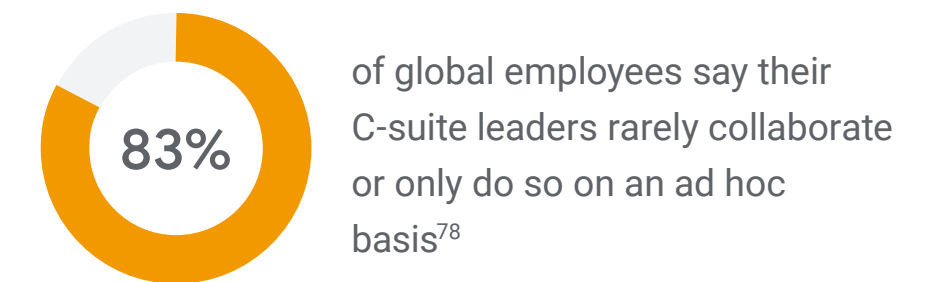 83%
of global employees say their
C-suite leaders rarely collaborate
or only do so on an ad hoc
basis78